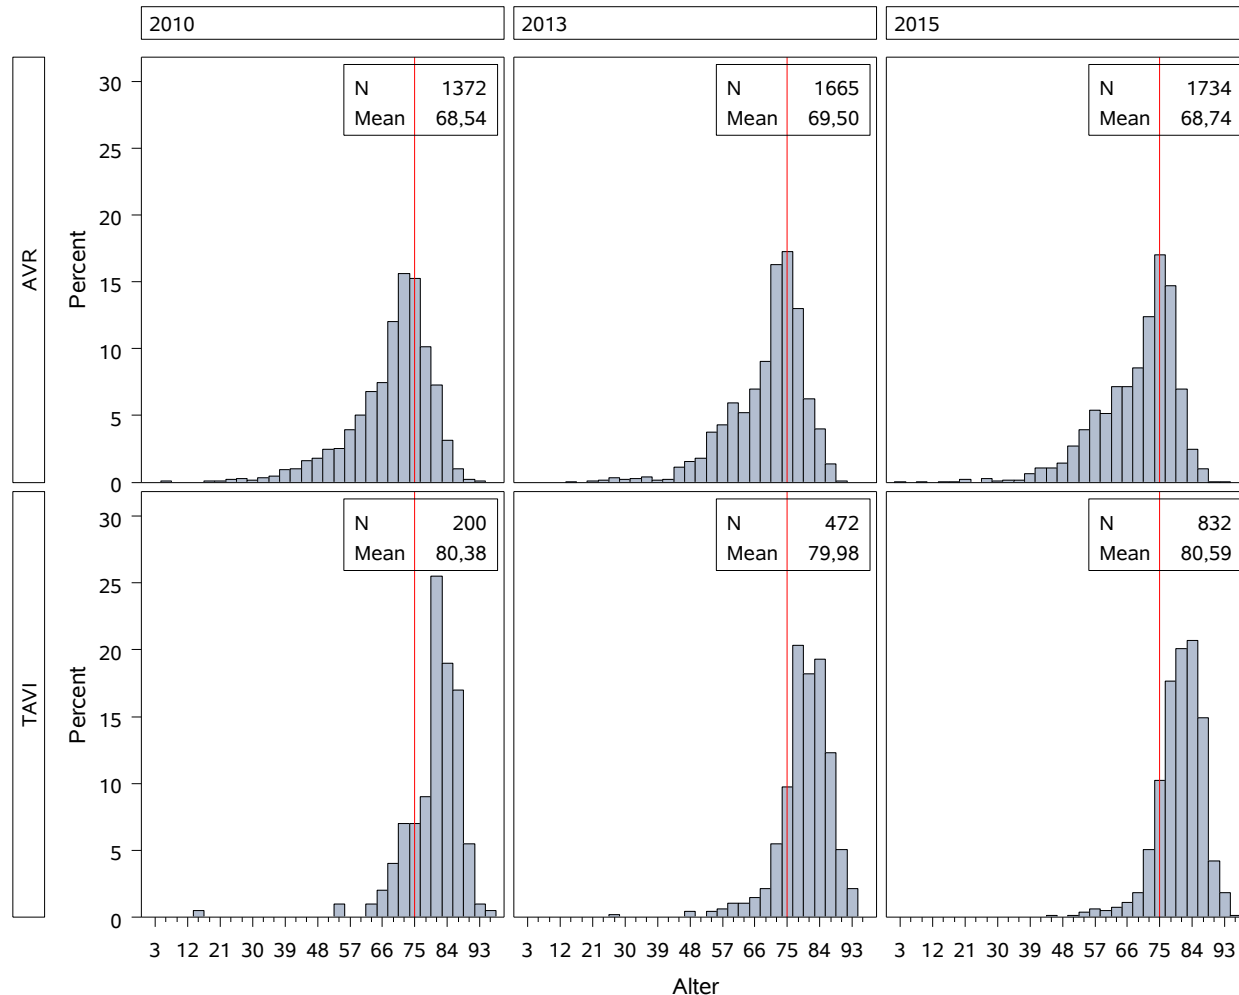 2010 2013 2015
AVR
Percent
30
25
20
15
10
5
0
N 1372
Mean 68,54
N 1665
Mean 69,50
N 1734
Mean 68,74
TAVI
Percent
30
25
20
15
10
5
0
N 200
Mean 80,38
N 472
Mean 79,98
N 832
Mean 80,59
3 12 21 30 39 48 57 66 75 84 93 3 12 21 30 39 48 57 66 75 84 93 3 12 21 30 39 48 57 66 75 84 93
Alter